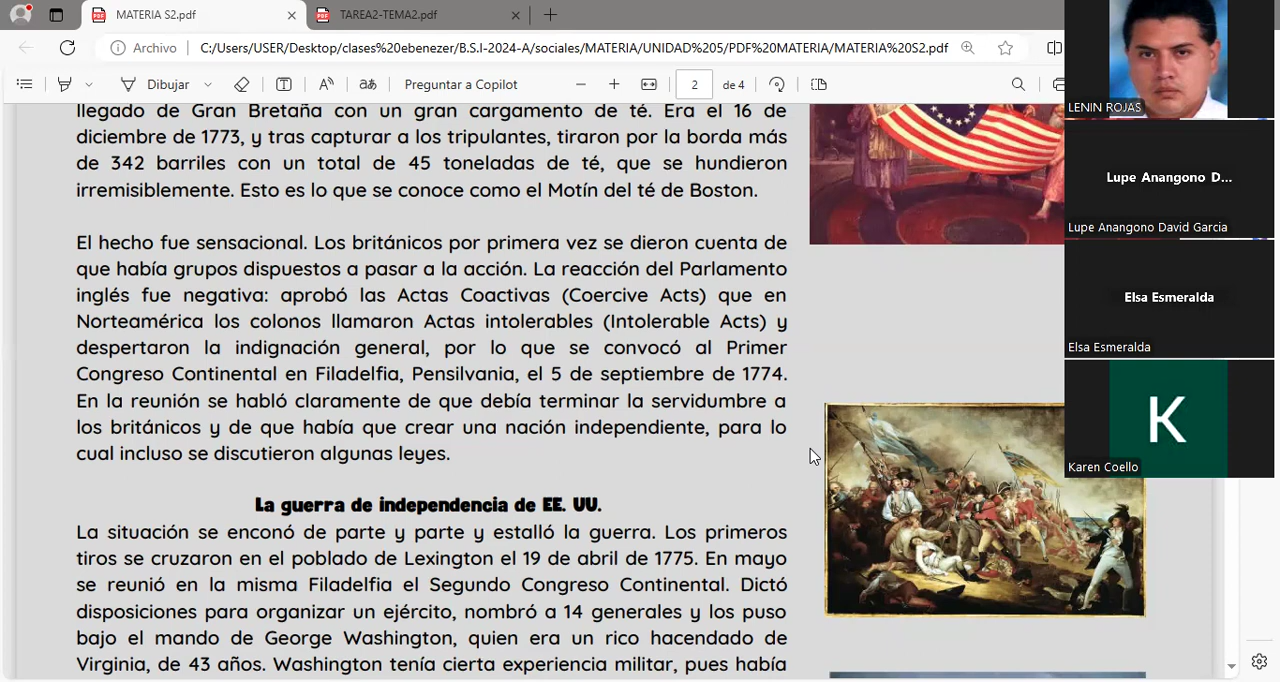 MATERIA S2.pdf
TAREA2-TEMA2.pdf
Archivo
C:/Users/USER/Desktop/clases%20ebenezer/B.S.I-2024-A/sociales/MATERIA/UNIDAD%205/PDF%20MATERIA/MATERIA%20S2.pdf
Dibujar
Preguntar a Copilot
2
de 4
llegado de Gran Bretaña con un gran cargamento de té. Era el 16 de
diciembre de 1773, y tras capturar a los tripulantes, tiraron por la borda más
de 342 barriles con un total de 45 toneladas de té, que se hundieron
irremisiblemente. Esto es lo que se conoce como el Motín del té de Boston.
El hecho fue sensacional. Los británicos por primera vez se dieron cuenta de
que había grupos dispuestos a pasar a la acción. La reacción del Parlamento
inglés fue negativa: aprobó las Actas Coactivas (Coercive Acts) que en
Norteamérica los colonos llamaron Actas intolerables (Intolerable Acts) y
despertaron la indignación general, por lo que se convocó al Primer
Congreso Continental en Filadelfia, Pensilvania, el 5 de septiembre de 1774.
En la reunión se habló claramente de que debía terminar la servidumbre a
los británicos y de que había que crear una nación independiente, para lo
cual incluso se discutieron algunas leyes.
La guerra de independencia de EE. UU.
La situación se enconó de parte y parte y estalló la guerra. Los primeros
tiros se cruzaron en el poblado de Lexington el 19 de abril de 1775. En mayo
se reunió en la misma Filadelfia el Segundo Congreso Continental. Dictó
disposiciones para organizar un ejército, nombró a 14 generales y los puso
bajo el mando de George Washington, quien era un rico hacendado de
Virginia, de 43 años. Washington tenía cierta experiencia militar, pues había
LENIN ROJAS
Lupe Anangono D...
Lupe Anangono David Garcia
Elsa Esmeralda
Elsa Esmeralda
K
Karen Coello